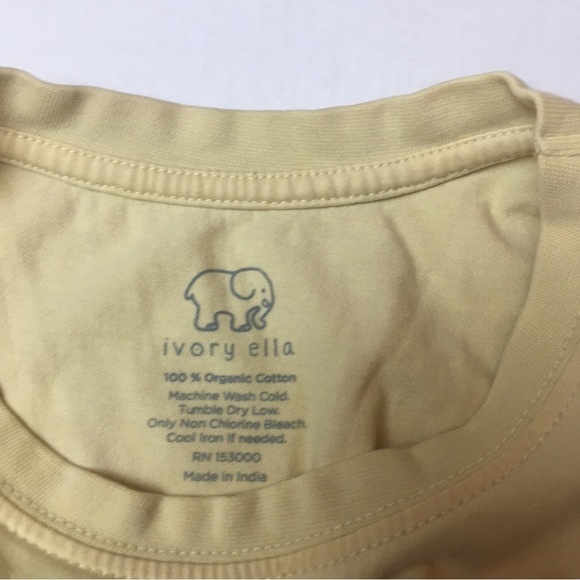 ivory ella
100 % Organic Cotton
Machine Wash Cold.
Tumble Dry Low.
Only Non Chlorine Bleach.
Cool Iron if needed.
RN 153000
Made in India